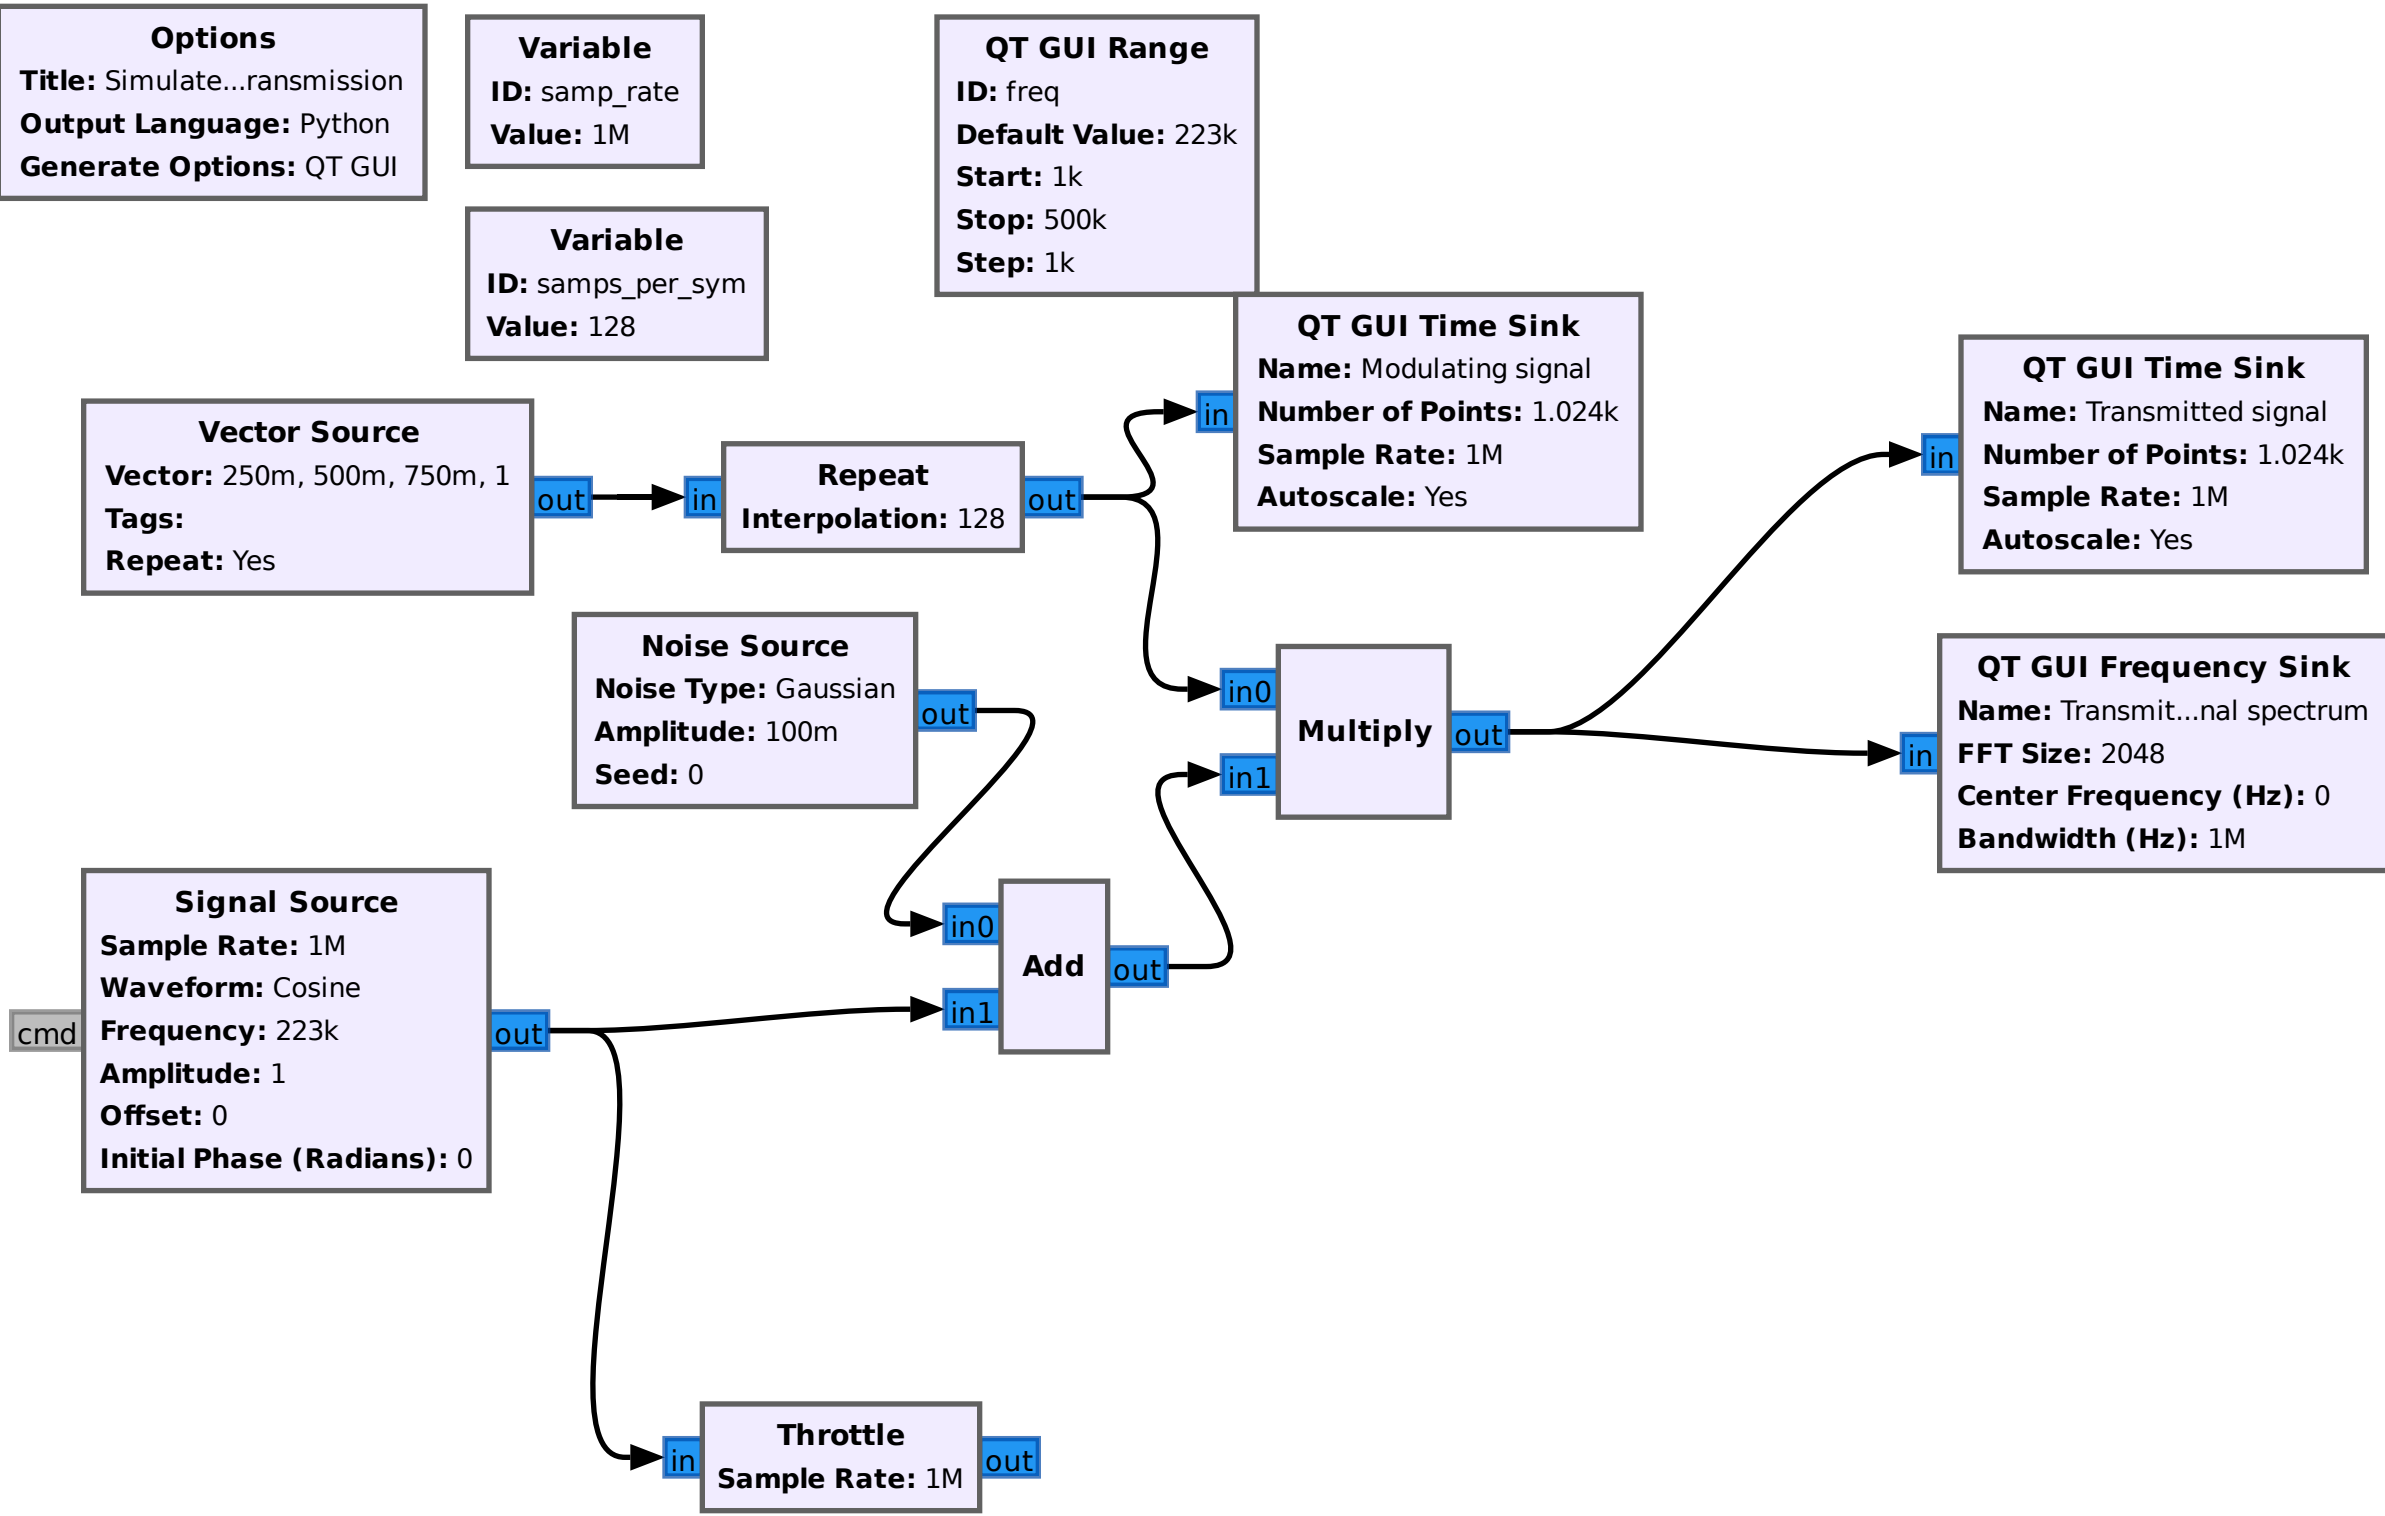 Options
Title: Simulate...ransmission
Output Language: Python
Generate Options: QT GUI
Variable
ID: samp_rate
Value: 1M
Variable
ID: samps_per_sym
Value: 128
QT GUI Range
ID: freq
Default Value: 223k
Start: 1k
Stop: 500k
Step: 1k
QT GUI Time Sink
Name: Modulating signal
Number of Points: 1.024k
Sample Rate: 1M
Autoscale: Yes
in
QT GUI Time Sink
Name: Transmitted signal
Number of Points: 1.024k
Sample Rate: 1M
Autoscale: Yes
in
Vector Source
Vector: 250m, 500m, 750m, 1
Tags:
Repeat: Yes
out
in
Repeat
Interpolation: 128
out
Noise Source
Noise Type: Gaussian
Amplitude: 100m
Seed: 0
out
in0
in1
Multiply
out
in
QT GUI Frequency Sink
Name: Transmit...nal spectrum
FFT Size: 2048
Center Frequency (Hz): 0
Bandwidth (Hz): 1M
cmd
Signal Source
Sample Rate: 1M
Waveform: Cosine
Frequency: 223k
Amplitude: 1
Offset: 0
Initial Phase (Radians): 0
out
in0
in1
Add
out
in
Throttle
Sample Rate: 1M
out